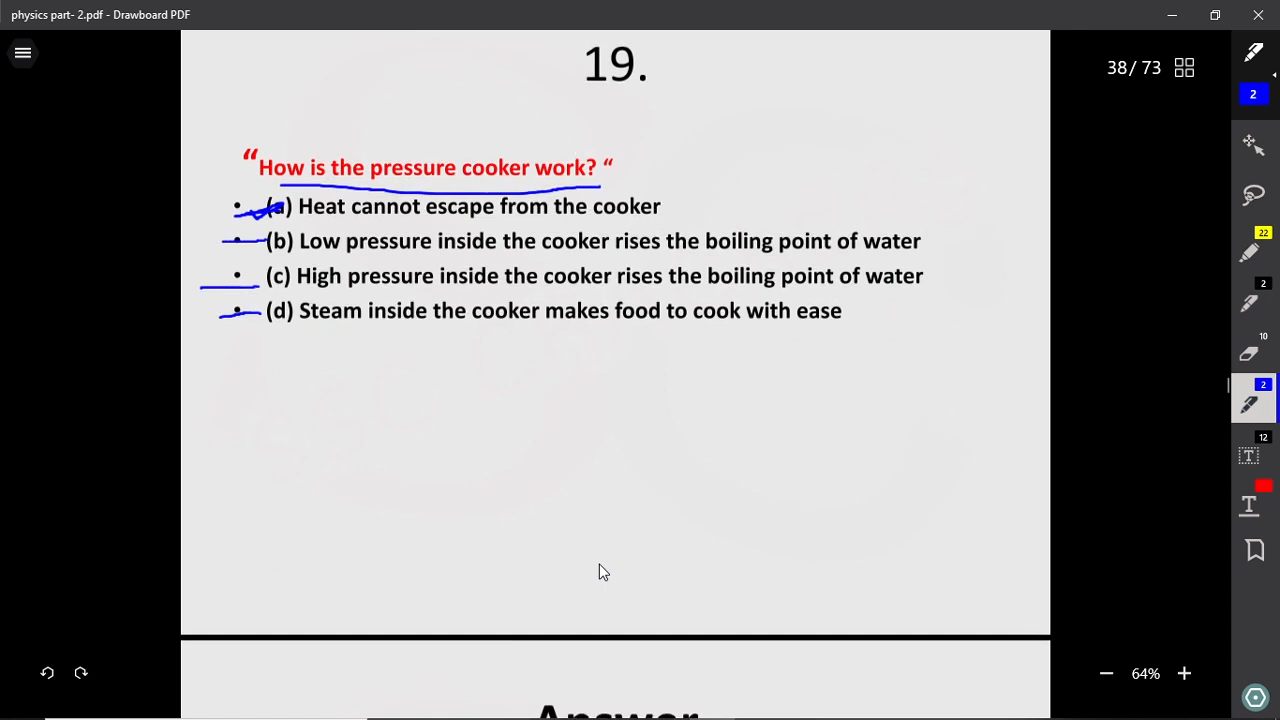 physics part- 2.pdf - Drawboard PDF
19.
38/ 73
2
“How is the pressure cooker work? “
• (a) Heat cannot escape from the cooker
• (b) Low pressure inside the cooker rises the boiling point of water
• (c) High pressure inside the cooker rises the boiling point of water
• (d) Steam inside the cooker makes food to cook with ease
22
2
10
2
12
T
T
64%
Answer